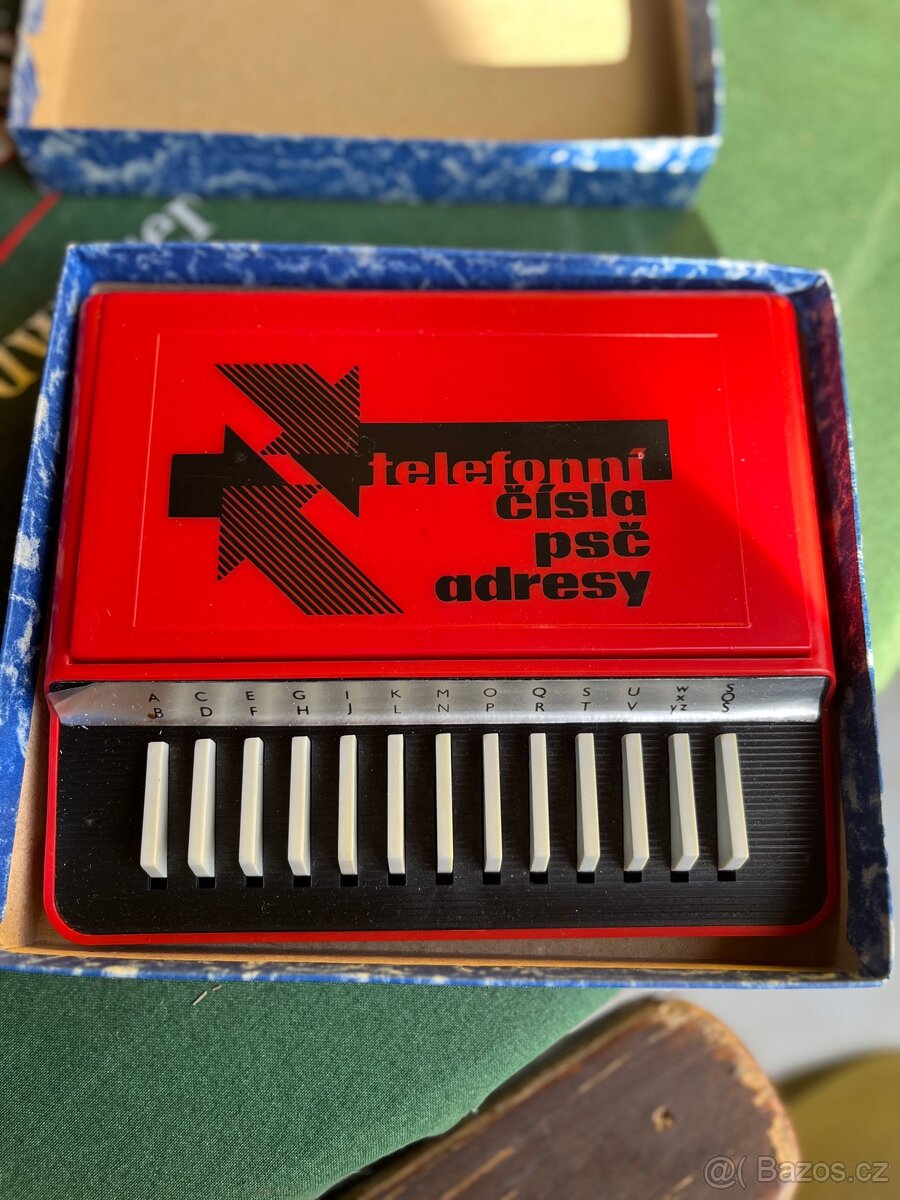 telefonní
čísla
psč
adresy
A C E G I K M O Q S U W X S
B D F H J L N P R T V Y Z O S
@( Bazos.cz